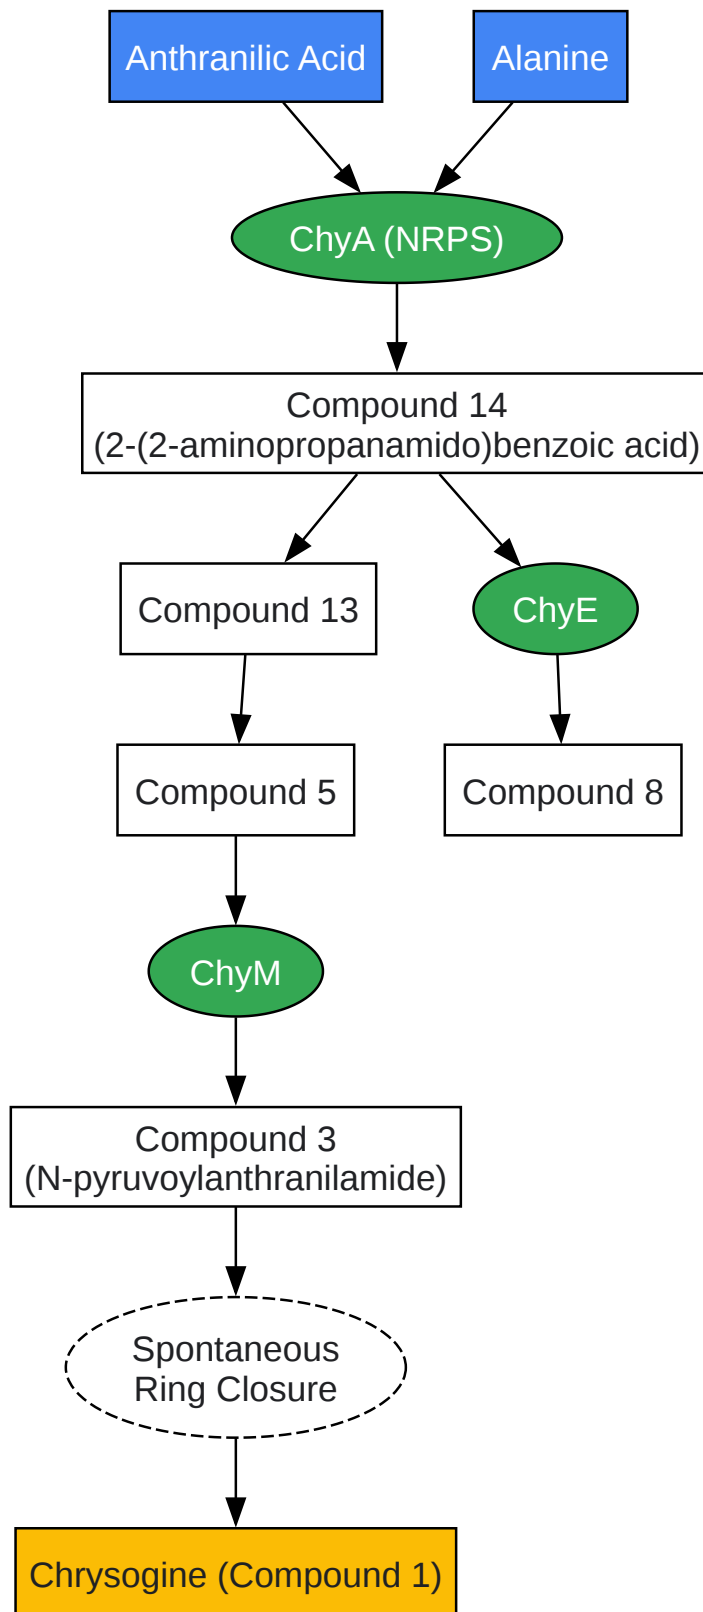 Anthranilic Acid
Alanine
ChyA (NRPS)
Compound 14
(2-(2-aminopropanamido)benzoic acid)
Compound 13
ChyE
Compound 5
Compound 8
ChyM
Compound 3
(N-pyruvoylanthranilamide)
Spontaneous
Ring Closure
Chrysogine (Compound 1)